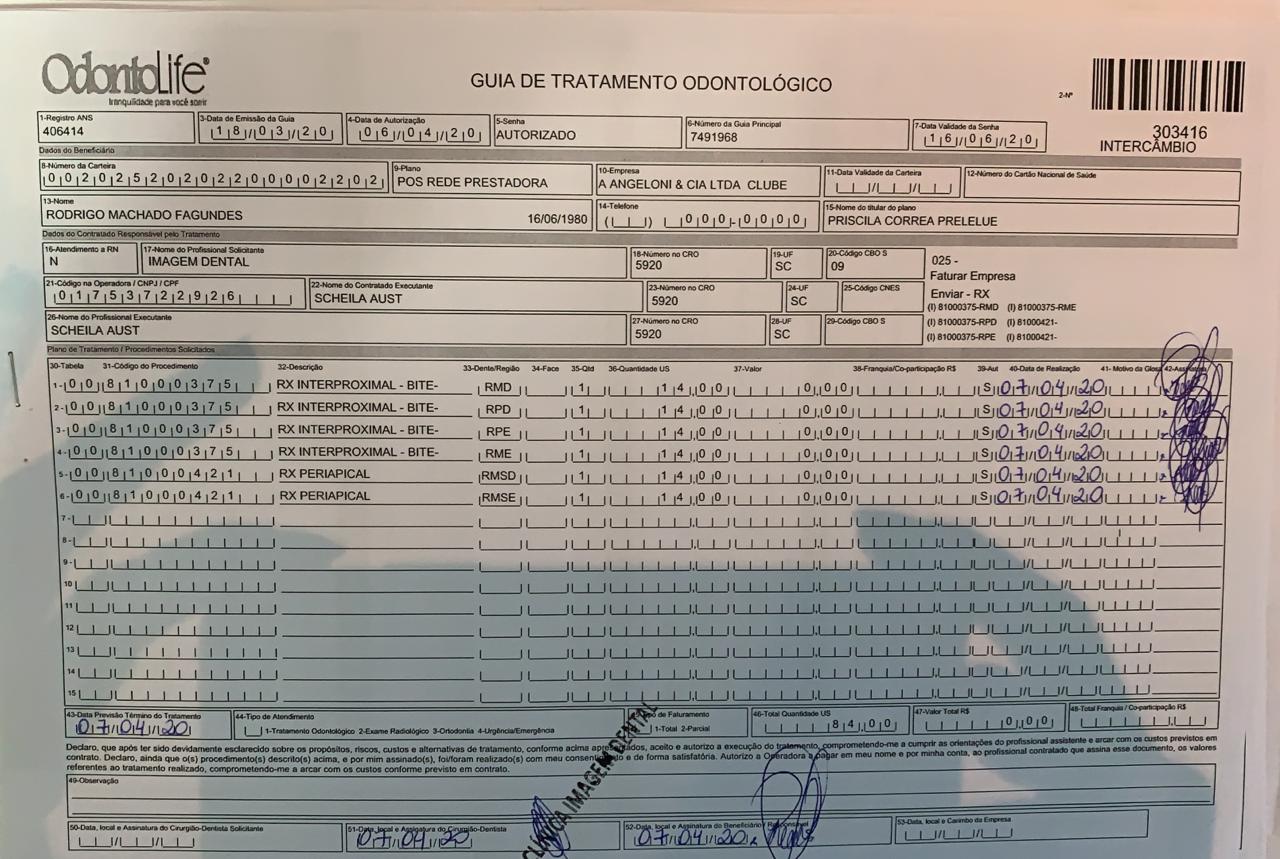 OdontoLife®
tranquilidade para você sorrir
GUIA DE TRATAMENTO ODONTOLÓGICO
2-Nº
303416
INTERCÂMBIO
1-Registro ANS
406414
3-Data de Emissão da Guia
18/03/20
4-Data de Autorização
06/04/20
5-Senha
AUTORIZADO
6-Número da Guia Principal
7491968
7-Data Validade da Senha
16/06/20
Dados do Beneficiário
8-Número da Carteira
00202520202200002202
9-Plano
POS REDE PRESTADORA
10-Empresa
A ANGELONI & CIA LTDA CLUBE
11-Data Validade da Carteira
12-Número do Cartão Nacional de Saúde
13-Nome
RODRIGO MACHADO FAGUNDES 16/06/1980
14-Telefone
( ) 000-0000
15-Nome do titular do plano
PRISCILA CORREA PRELELUE
Dados do Contratado Responsável pelo Tratamento
16-Atendimento a RN
N
17-Nome do Profissional Solicitante
IMAGEM DENTAL
18-Número no CRO
5920
19-UF
SC
20-Código CBO S
09
025 -
Faturar Empresa
Enviar - RX
(I) 81000375-RMD (I) 81000375-RME
(I) 81000375-RPD (I) 81000421-
(I) 81000375-RPE (I) 81000421-
21-Código na Operadora / CNPJ / CPF
01753722926
22-Nome do Contratado Executante
SCHEILA AUST
23-Número no CRO
5920
24-UF
SC
25-Código CNES
26-Nome do Profissional Executante
SCHEILA AUST
27-Número no CRO
5920
28-UF
SC
29-Código CBO S
Plano de Tratamento / Procedimentos Solicitados
30-Tabela 31-Código do Procedimento 32-Descrição 33-Dente/Região 34-Face 35-Qtd 36-Quantidade US 37-Valor 38-Franquia/Co-participação R$ 39-Aut 40-Data de Realização 41- Motivo da Glosa 42-Assinatura
1- 00 81000375 RX INTERPROXIMAL - BITE- RMD 1 14,00 0,00 S 07/04/20
2- 00 81000375 RX INTERPROXIMAL - BITE- RPD 1 14,00 0,00 S 07/04/20
3- 00 81000375 RX INTERPROXIMAL - BITE- RPE 1 14,00 0,00 S 07/04/20
4- 00 81000375 RX INTERPROXIMAL - BITE- RME 1 14,00 0,00 S 07/04/20
5- 00 81000421 RX PERIAPICAL RMSD 1 14,00 0,00 S 07/04/20
6- 00 81000421 RX PERIAPICAL RMSE 1 14,00 0,00 S 07/04/20
7-
8-
9-
10
11
12
13
14
15
43-Data Previsão Término do Tratamento
07/04/20
44-Tipo de Atendimento
1-Tratamento Odontológico 2-Exame Radiológico 3-Ortodontia 4-Urgência/Emergência
de Faturamento
1-Total 2-Parcial
46-Total Quantidade US
84,00
47-Valor Total R$
0,00
48-Total Franquia / Co-participação R$
Declaro, que após ter sido devidamente esclarecido sobre os propósitos, riscos, custos e alternativas de tratamento, conforme acima apresentados, aceito e autorizo a execução do tratamento, comprometendo-me a cumprir as orientações do profissional assistente e arcar com os custos previstos em
contrato. Declaro, ainda que o(s) procedimento(s) descrito(s) acima, e por mim assinado(s), foi/foram realizado(s) com meu consentimento e de forma satisfatória. Autorizo a Operadora a pagar em meu nome e por minha conta, ao profissional contratado que assina esse documento, os valores
referentes ao tratamento realizado, comprometendo-me a arcar com os custos conforme previsto em contrato.
49-Observação
50-Data, local e Assinatura do Cirurgião-Dentista Solicitante
51-Data, local e Assinatura do Cirurgião-Dentista
07/04/20
52-Data, local e Assinatura do Beneficiário / Responsável
07/04/20
53-Data, local e Carimbo da Empresa
CLÍNICA IMAGEM DENTAL